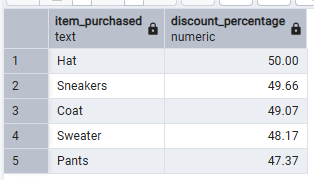 item_purchased discount_percentage
text numeric
1 Hat 50.00
2 Sneakers 49.66
3 Coat 49.07
4 Sweater 48.17
5 Pants 47.37